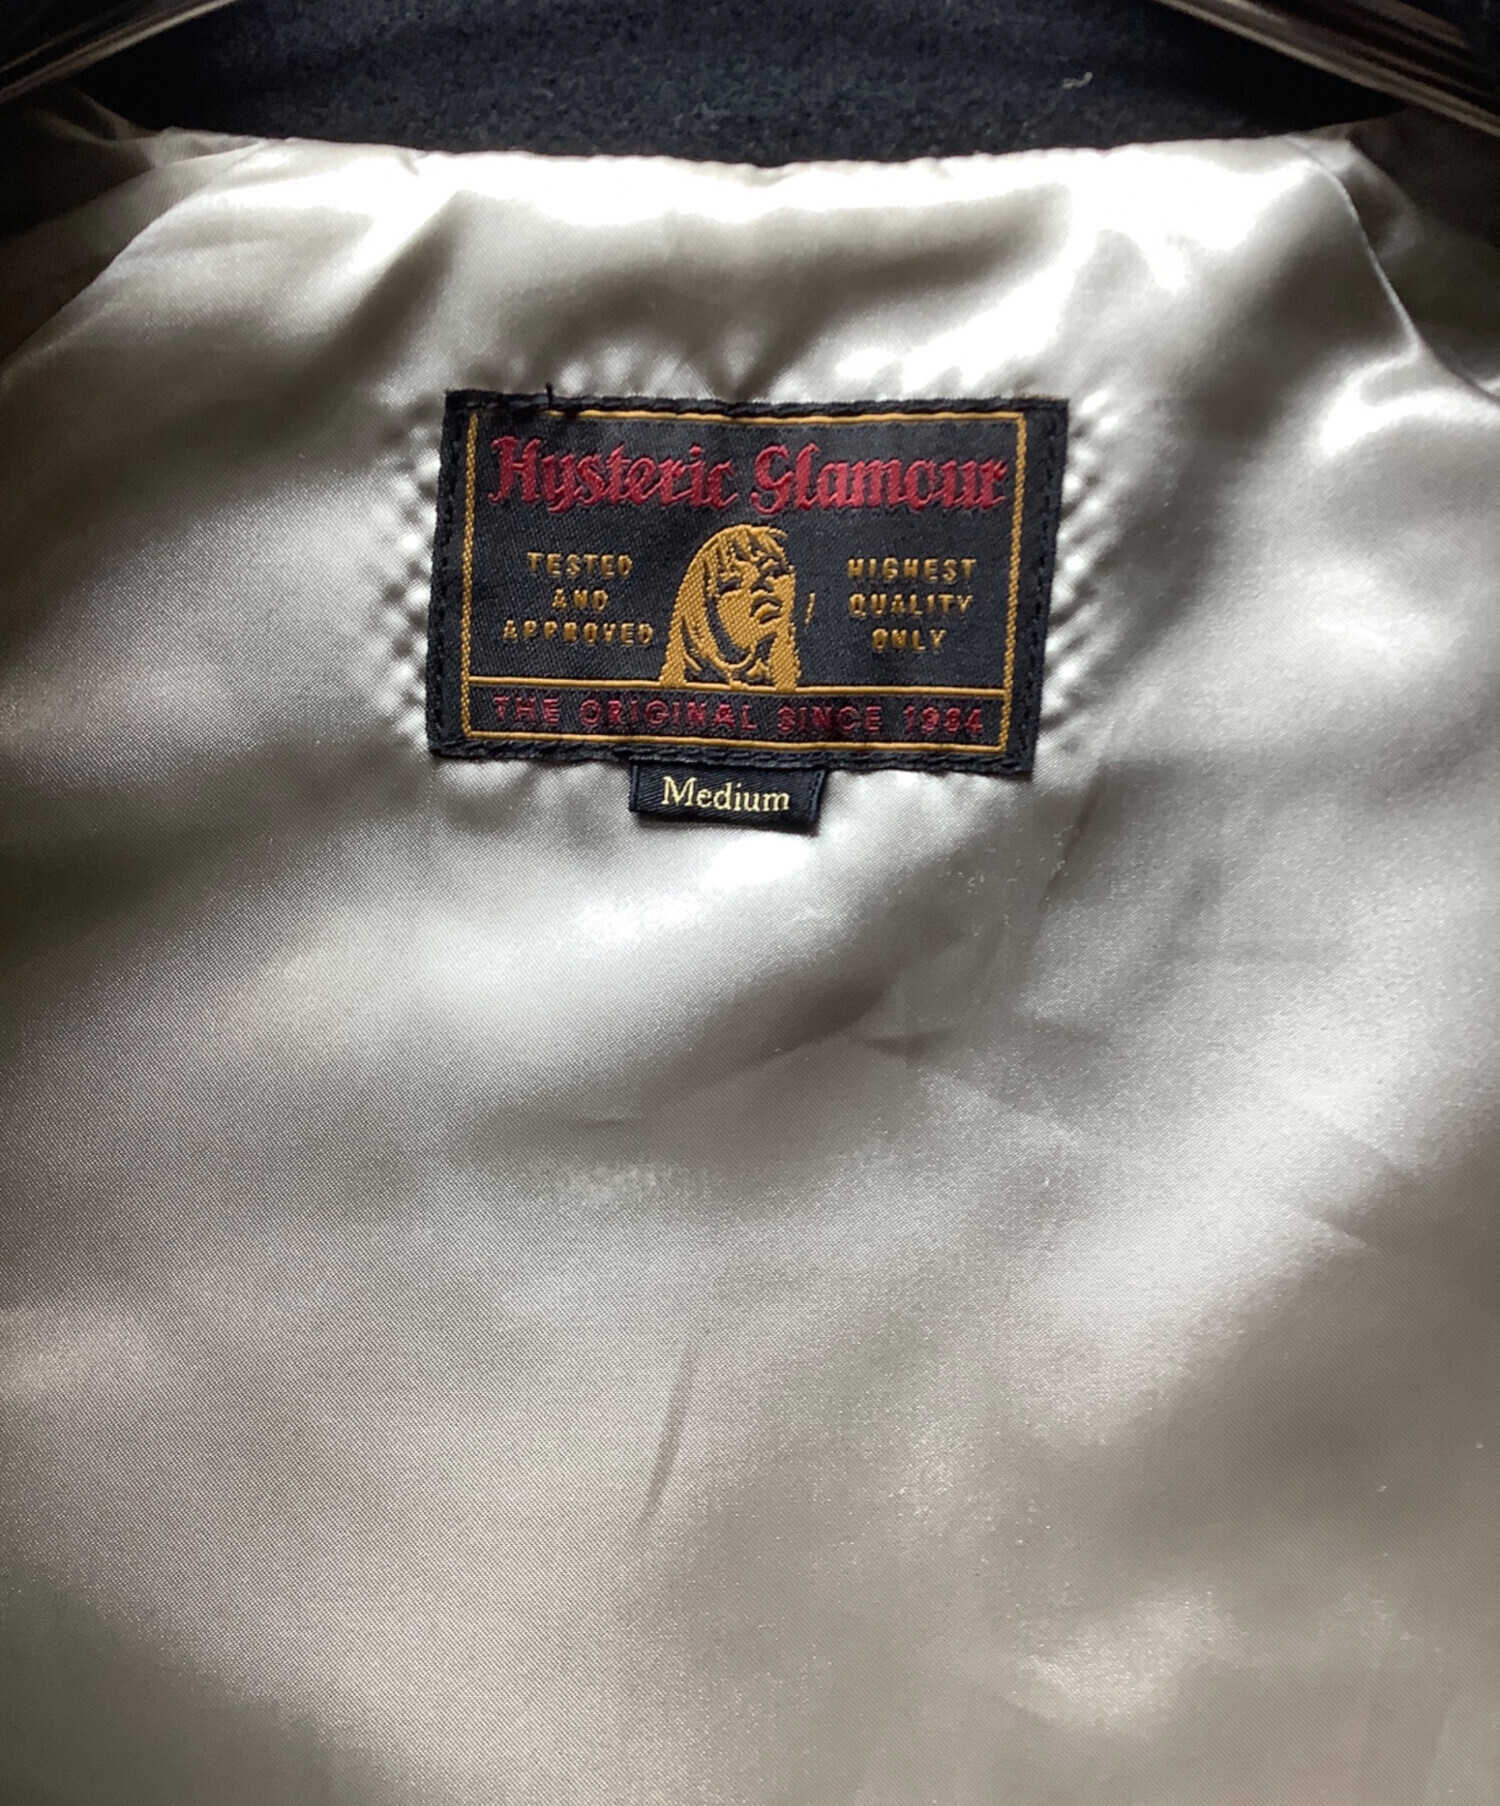 Hysteric Glamour
TESTED
AND
APPROVED
HIGHEST
QUALITY
ONLY
THE ORIGINAL SINCE 1984
Medium